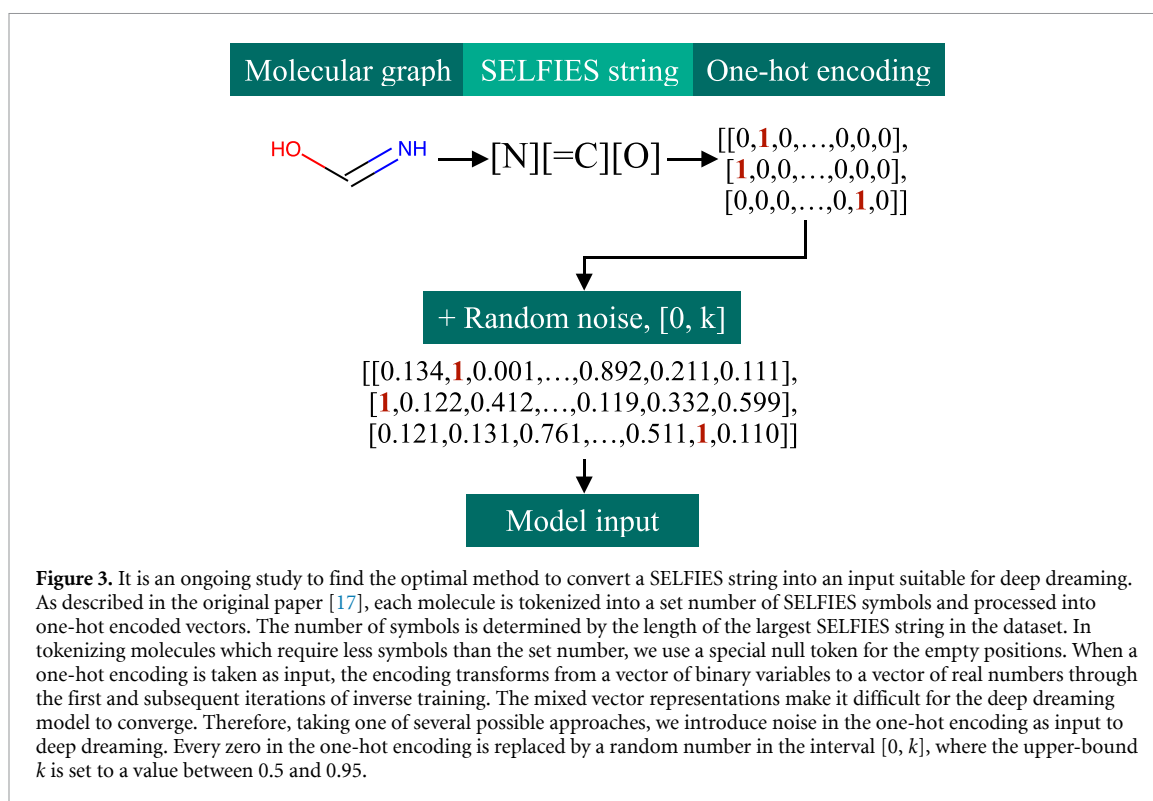 Molecular graph SELFIES string One-hot encoding
HO NH [N][=C][O] [[0,1,0,…,0,0,0],
[1,0,0,…,0,0,0],
[0,0,0,…,0,1,0]]
+ Random noise, [0, k]
[[0.134,1,0.001,…,0.892,0.211,0.111],
[1,0.122,0.412,…,0.119,0.332,0.599],
[0.121,0.131,0.761,…,0.511,1,0.110]]
Model input
Figure 3. It is an ongoing study to find the optimal method to convert a SELFIES string into an input suitable for deep dreaming.
As described in the original paper [17], each molecule is tokenized into a set number of SELFIES symbols and processed into
one-hot encoded vectors. The number of symbols is determined by the length of the largest SELFIES string in the dataset. In
tokenizing molecules which require less symbols than the set number, we use a special null token for the empty positions. When a
one-hot encoding is taken as input, the encoding transforms from a vector of binary variables to a vector of real numbers through
the first and subsequent iterations of inverse training. The mixed vector representations make it difficult for the deep dreaming
model to converge. Therefore, taking one of several possible approaches, we introduce noise in the one-hot encoding as input to
deep dreaming. Every zero in the one-hot encoding is replaced by a random number in the interval [0, k], where the upper-bound
k is set to a value between 0.5 and 0.95.